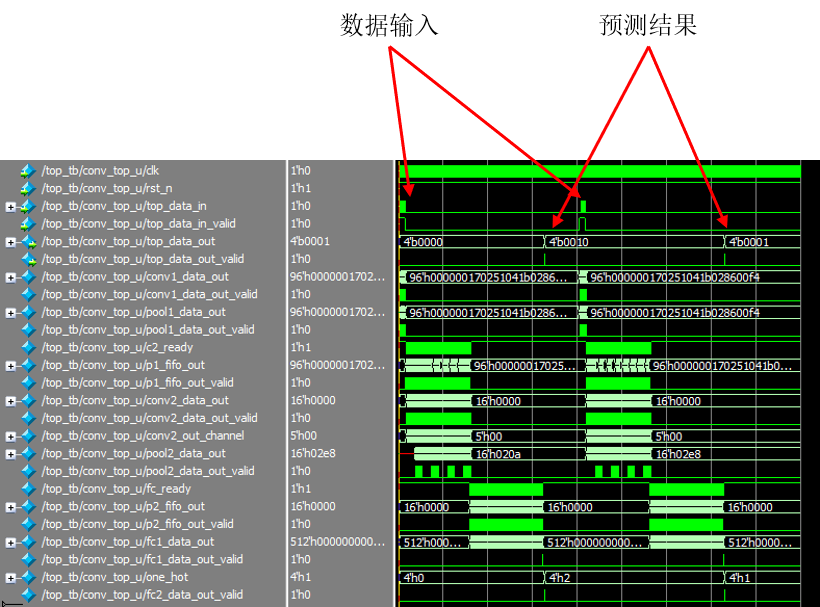 数据输入 预测结果
/top_tb/conv_top_u/clk 1'h0
/top_tb/conv_top_u/rst_n 1'h1
/top_tb/conv_top_u/top_data_in 1'h0
/top_tb/conv_top_u/top_data_in_valid 1'h0
/top_tb/conv_top_u/top_data_out 4'b0001 4'b0000 4'b0010 4'b0001
/top_tb/conv_top_u/top_data_out_valid 1'h0
/top_tb/conv_top_u/conv1_data_out 96'h0000001702... 96'h000000170251041b0286... 96'h000000170251041b028600f4
/top_tb/conv_top_u/conv1_data_out_valid 1'h0
/top_tb/conv_top_u/pool1_data_out 96'h0000001702... 96'h000000170251041b0286... 96'h000000170251041b028600f4
/top_tb/conv_top_u/pool1_data_out_valid 1'h0
/top_tb/conv_top_u/c2_ready 1'h1
/top_tb/conv_top_u/p1_fifo_out 96'h0000001702... 96'h00000017025... 96'h000000170251041b0...
/top_tb/conv_top_u/p1_fifo_out_valid 1'h0
/top_tb/conv_top_u/conv2_data_out 16'h0000 16'h0000 16'h0000
/top_tb/conv_top_u/conv2_data_out_valid 1'h0
/top_tb/conv_top_u/conv2_out_channel 5'h00 5'h00 5'h00
/top_tb/conv_top_u/pool2_data_out 16'h02e8 16'h020a 16'h02e8
/top_tb/conv_top_u/pool2_data_out_valid 1'h0
/top_tb/conv_top_u/fc_ready 1'h1
/top_tb/conv_top_u/p2_fifo_out 16'h0000 16'h0000 16'h0000 16'h0000
/top_tb/conv_top_u/p2_fifo_out_valid 1'h0
/top_tb/conv_top_u/fc1_data_out 512'h000000000... 512'h000... 512'h000000000... 512'h0000...
/top_tb/conv_top_u/fc1_data_out_valid 1'h0
/top_tb/conv_top_u/one_hot 4'h1 4'h0 4'h2 4'h1
/top_tb/conv_top_u/fc2_data_out_valid 1'h0